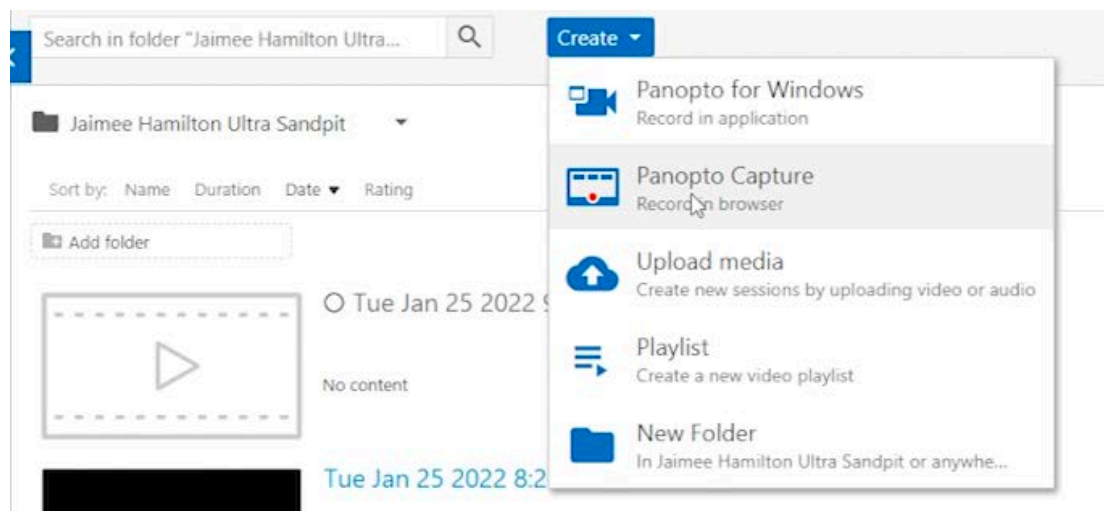 Search in folder "Jaimee Hamilton Ultra...
Create
Jaimee Hamilton Ultra Sandpit
Sort by: Name Duration Date Rating
Add folder
Tue Jan 25 2022
No content
Tue Jan 25 2022 8:2
Panopto for Windows
Record in application
Panopto Capture
Record in browser
Upload media
Create new sessions by uploading video or audio
Playlist
Create a new video playlist
New Folder
In Jaimee Hamilton Ultra Sandpit or anywhe...